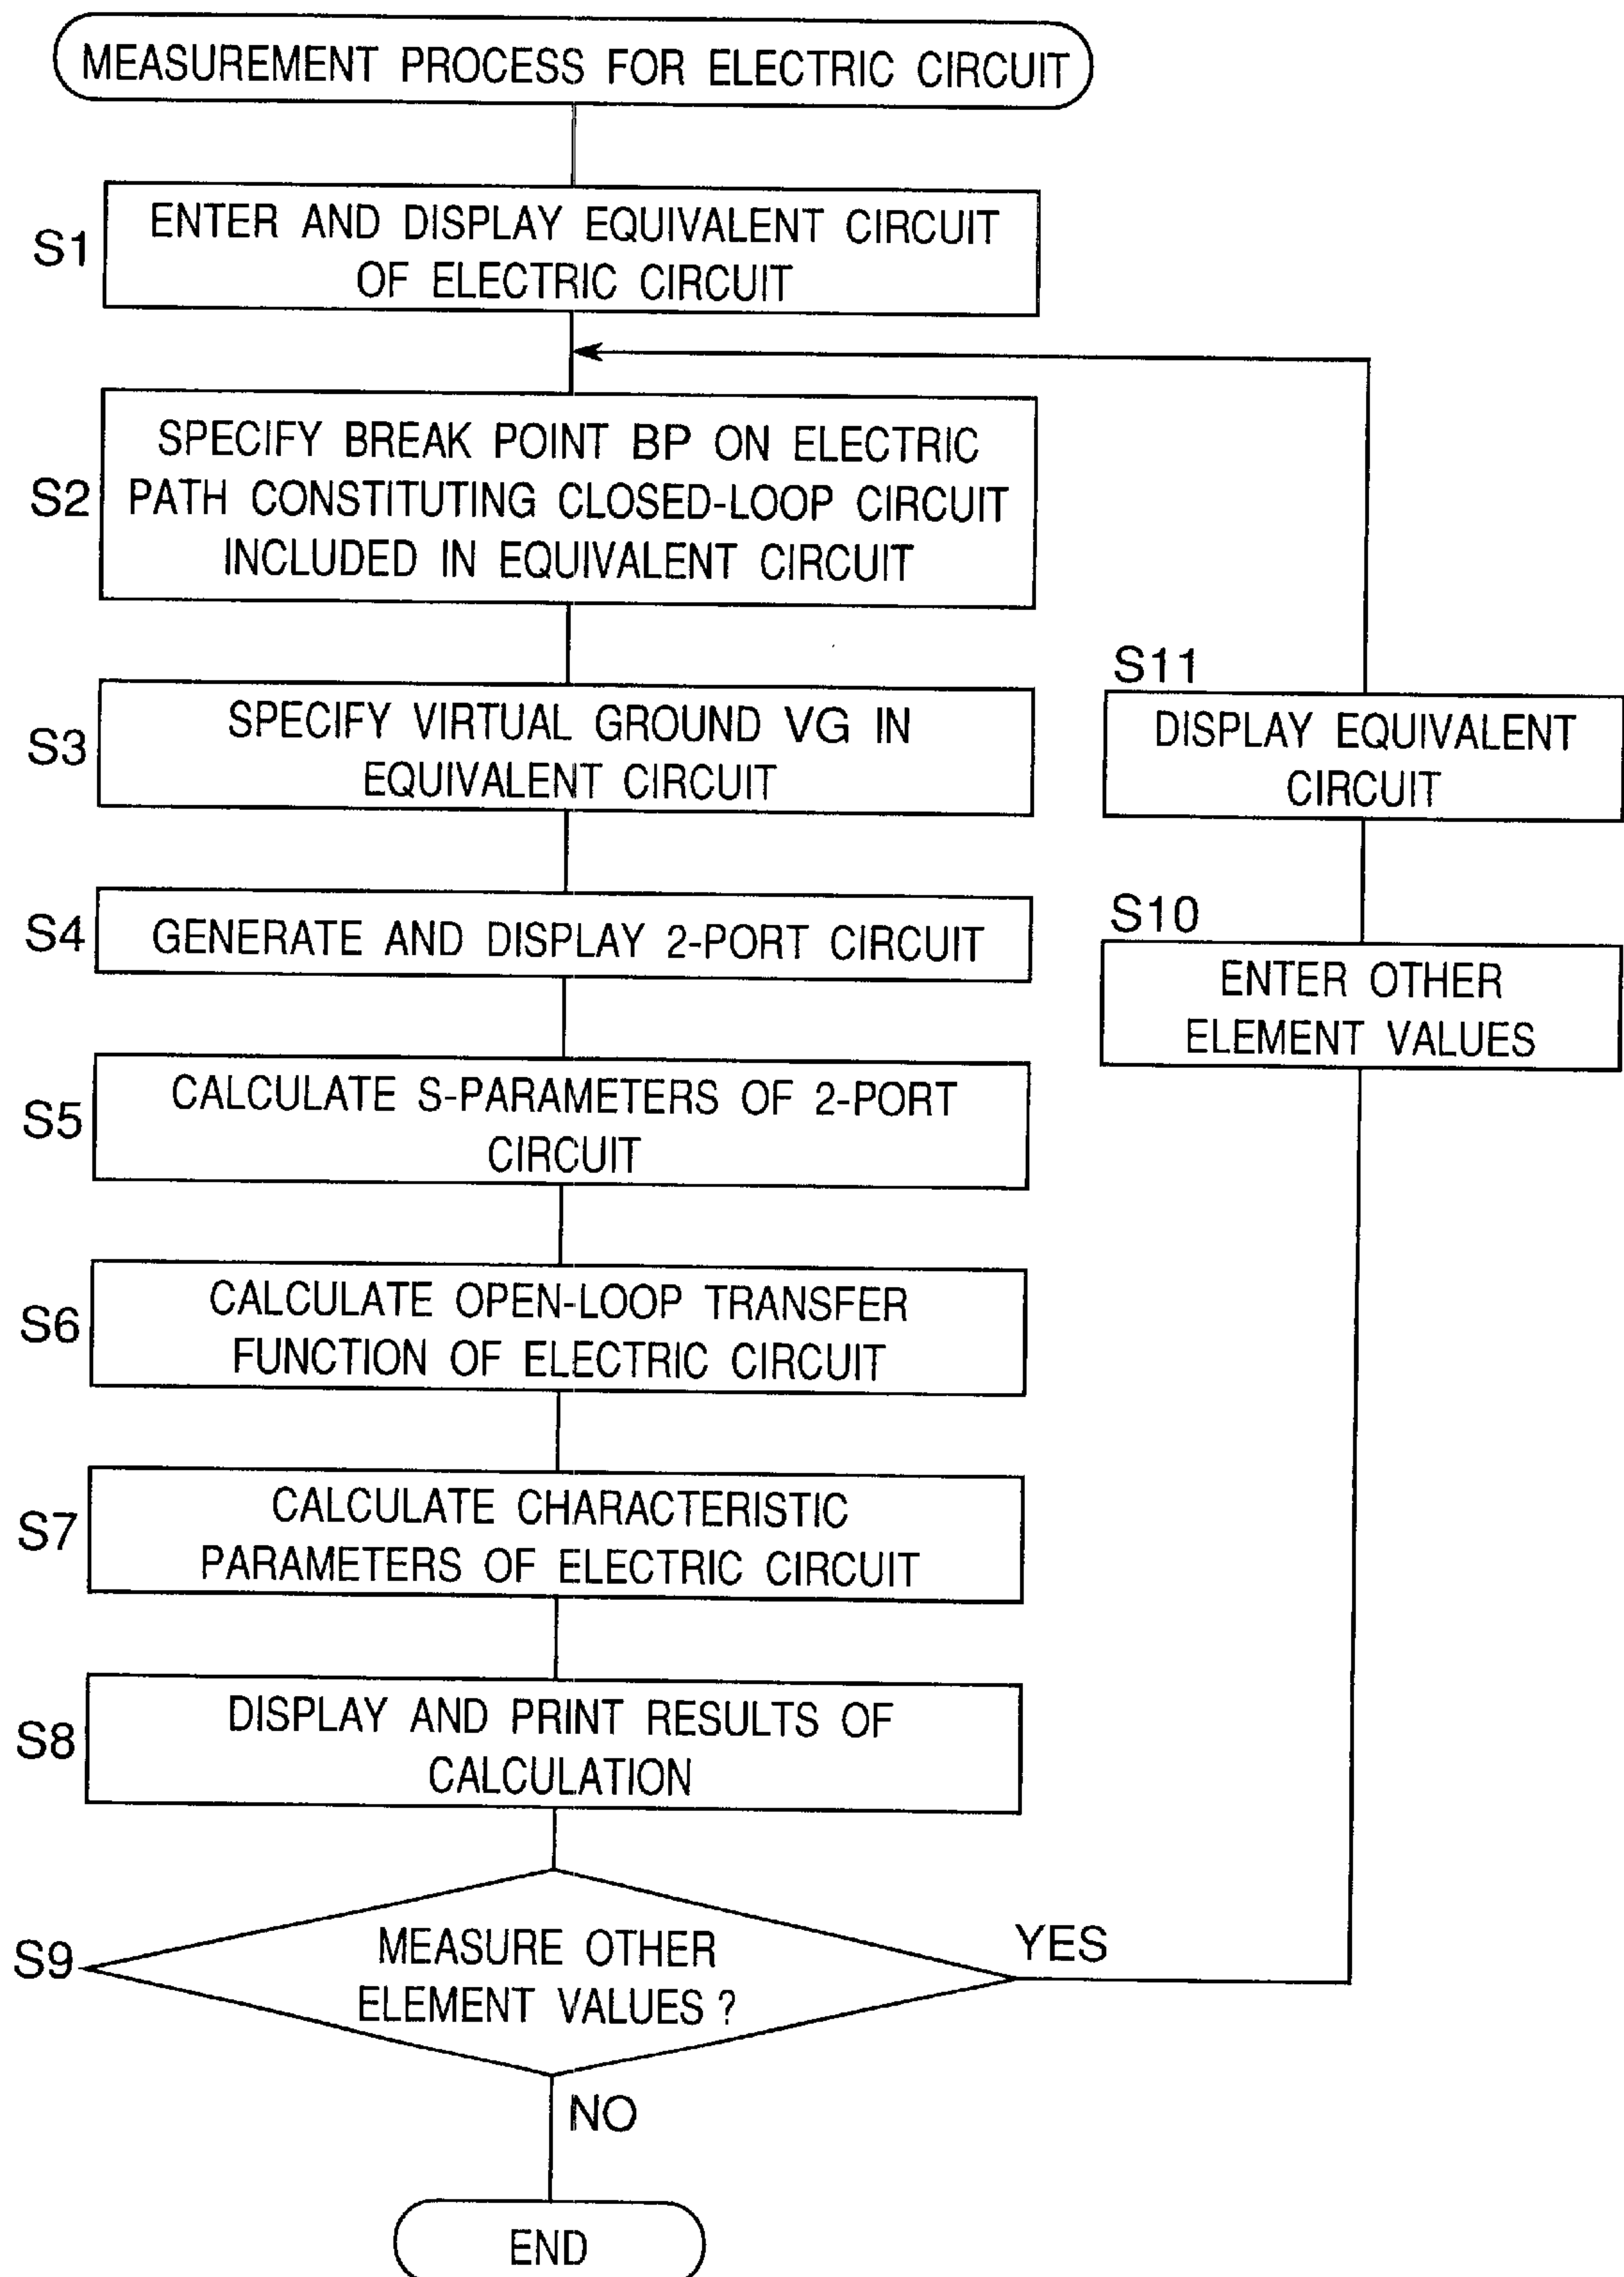 MEASUREMENT PROCESS FOR ELECTRIC CIRCUIT
S1
ENTER AND DISPLAY EQUIVALENT CIRCUIT
OF ELECTRIC CIRCUIT
S2
SPECIFY BREAK POINT BP ON ELECTRIC
PATH CONSTITUTING CLOSED-LOOP CIRCUIT
INCLUDED IN EQUIVALENT CIRCUIT
S3
SPECIFY VIRTUAL GROUND VG IN
EQUIVALENT CIRCUIT
S4
GENERATE AND DISPLAY 2-PORT CIRCUIT
S5
CALCULATE S-PARAMETERS OF 2-PORT
CIRCUIT
S6
CALCULATE OPEN-LOOP TRANSFER
FUNCTION OF ELECTRIC CIRCUIT
S7
CALCULATE CHARACTERISTIC
PARAMETERS OF ELECTRIC CIRCUIT
S8
DISPLAY AND PRINT RESULTS OF
CALCULATION
S9
MEASURE OTHER
ELEMENT VALUES ?
YES
NO
END
S11
DISPLAY EQUIVALENT
CIRCUIT
S10
ENTER OTHER
ELEMENT VALUES